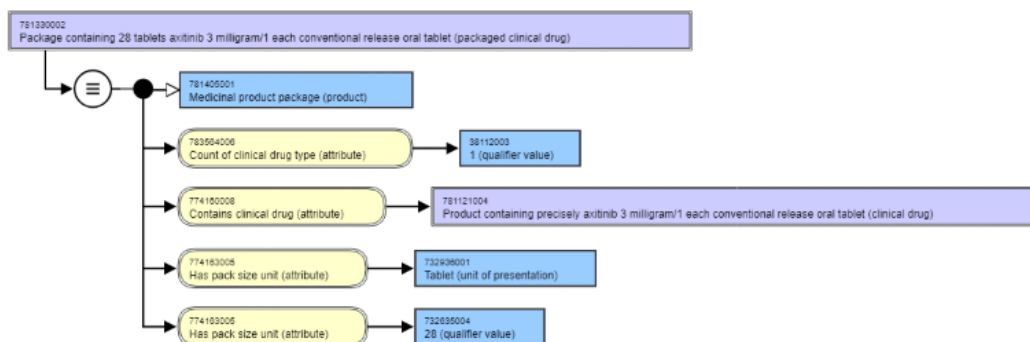 781330002
Package containing 28 tablets axitinib 3 milligram/1 each conventional release oral tablet (packaged clinical drug)
781405001
Medicinal product package (product)
783564006
Count of clinical drug type (attribute)
38112003
1 (qualifier value)
774160008
Contains clinical drug (attribute)
781121004
Product containing precisely axitinib 3 milligram/1 each conventional release oral tablet (clinical drug)
774163005
Has pack size unit (attribute)
732936001
Tablet (unit of presentation)
774163005
Has pack size unit (attribute)
732635004
28 (qualifier value)